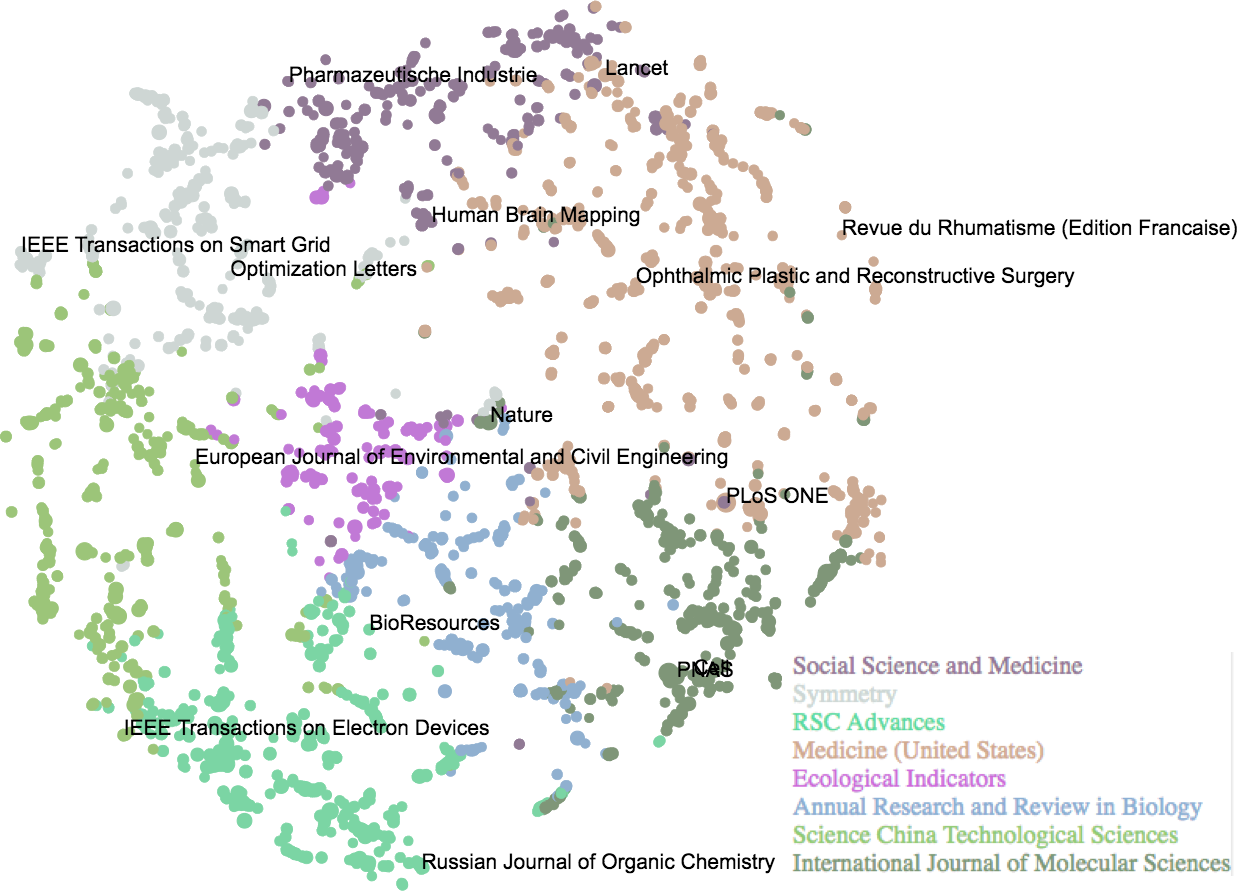 Pharmazeutische Industrie
Lancet
Human Brain Mapping
Revue du Rhumatisme (Edition Francaise)
IEEE Transactions on Smart Grid
Optimization Letters
Ophthalmic Plastic and Reconstructive Surgery
Nature
European Journal of Environmental and Civil Engineering
PLoS ONE
BioResources
PNAS
Cell
IEEE Transactions on Electron Devices
Russian Journal of Organic Chemistry
Social Science and Medicine
Symmetry
RSC Advances
Medicine (United States)
Ecological Indicators
Annual Research and Review in Biology
Science China Technological Sciences
International Journal of Molecular Sciences